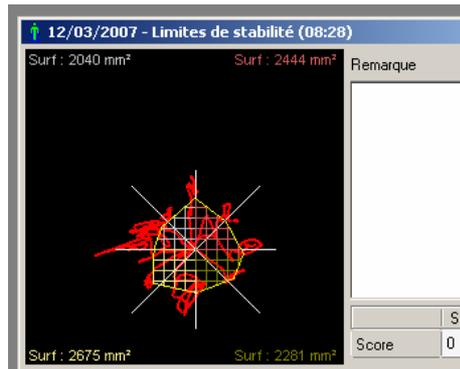 12/03/2007 - Limites de stabilité (08:28)
Surf : 2040 mm² Surf : 2444 mm²
Remarque
Surf : 2675 mm² Surf : 2281 mm²
S
Score 0